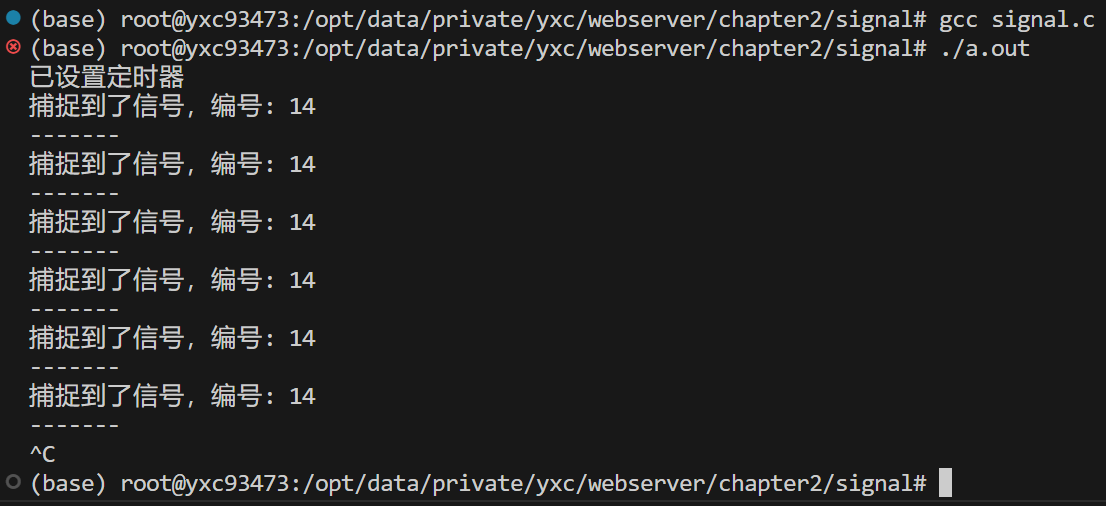 (base) root@yxc93473:/opt/data/private/yxc/webserver/chapter2/signal# gcc signal.c
(base) root@yxc93473:/opt/data/private/yxc/webserver/chapter2/signal# ./a.out
已设置定时器
捕捉到了信号，编号：14
-------
捕捉到了信号，编号：14
-------
捕捉到了信号，编号：14
-------
捕捉到了信号，编号：14
-------
捕捉到了信号，编号：14
-------
捕捉到了信号，编号：14
-------
^C
(base) root@yxc93473:/opt/data/private/yxc/webserver/chapter2/signal#